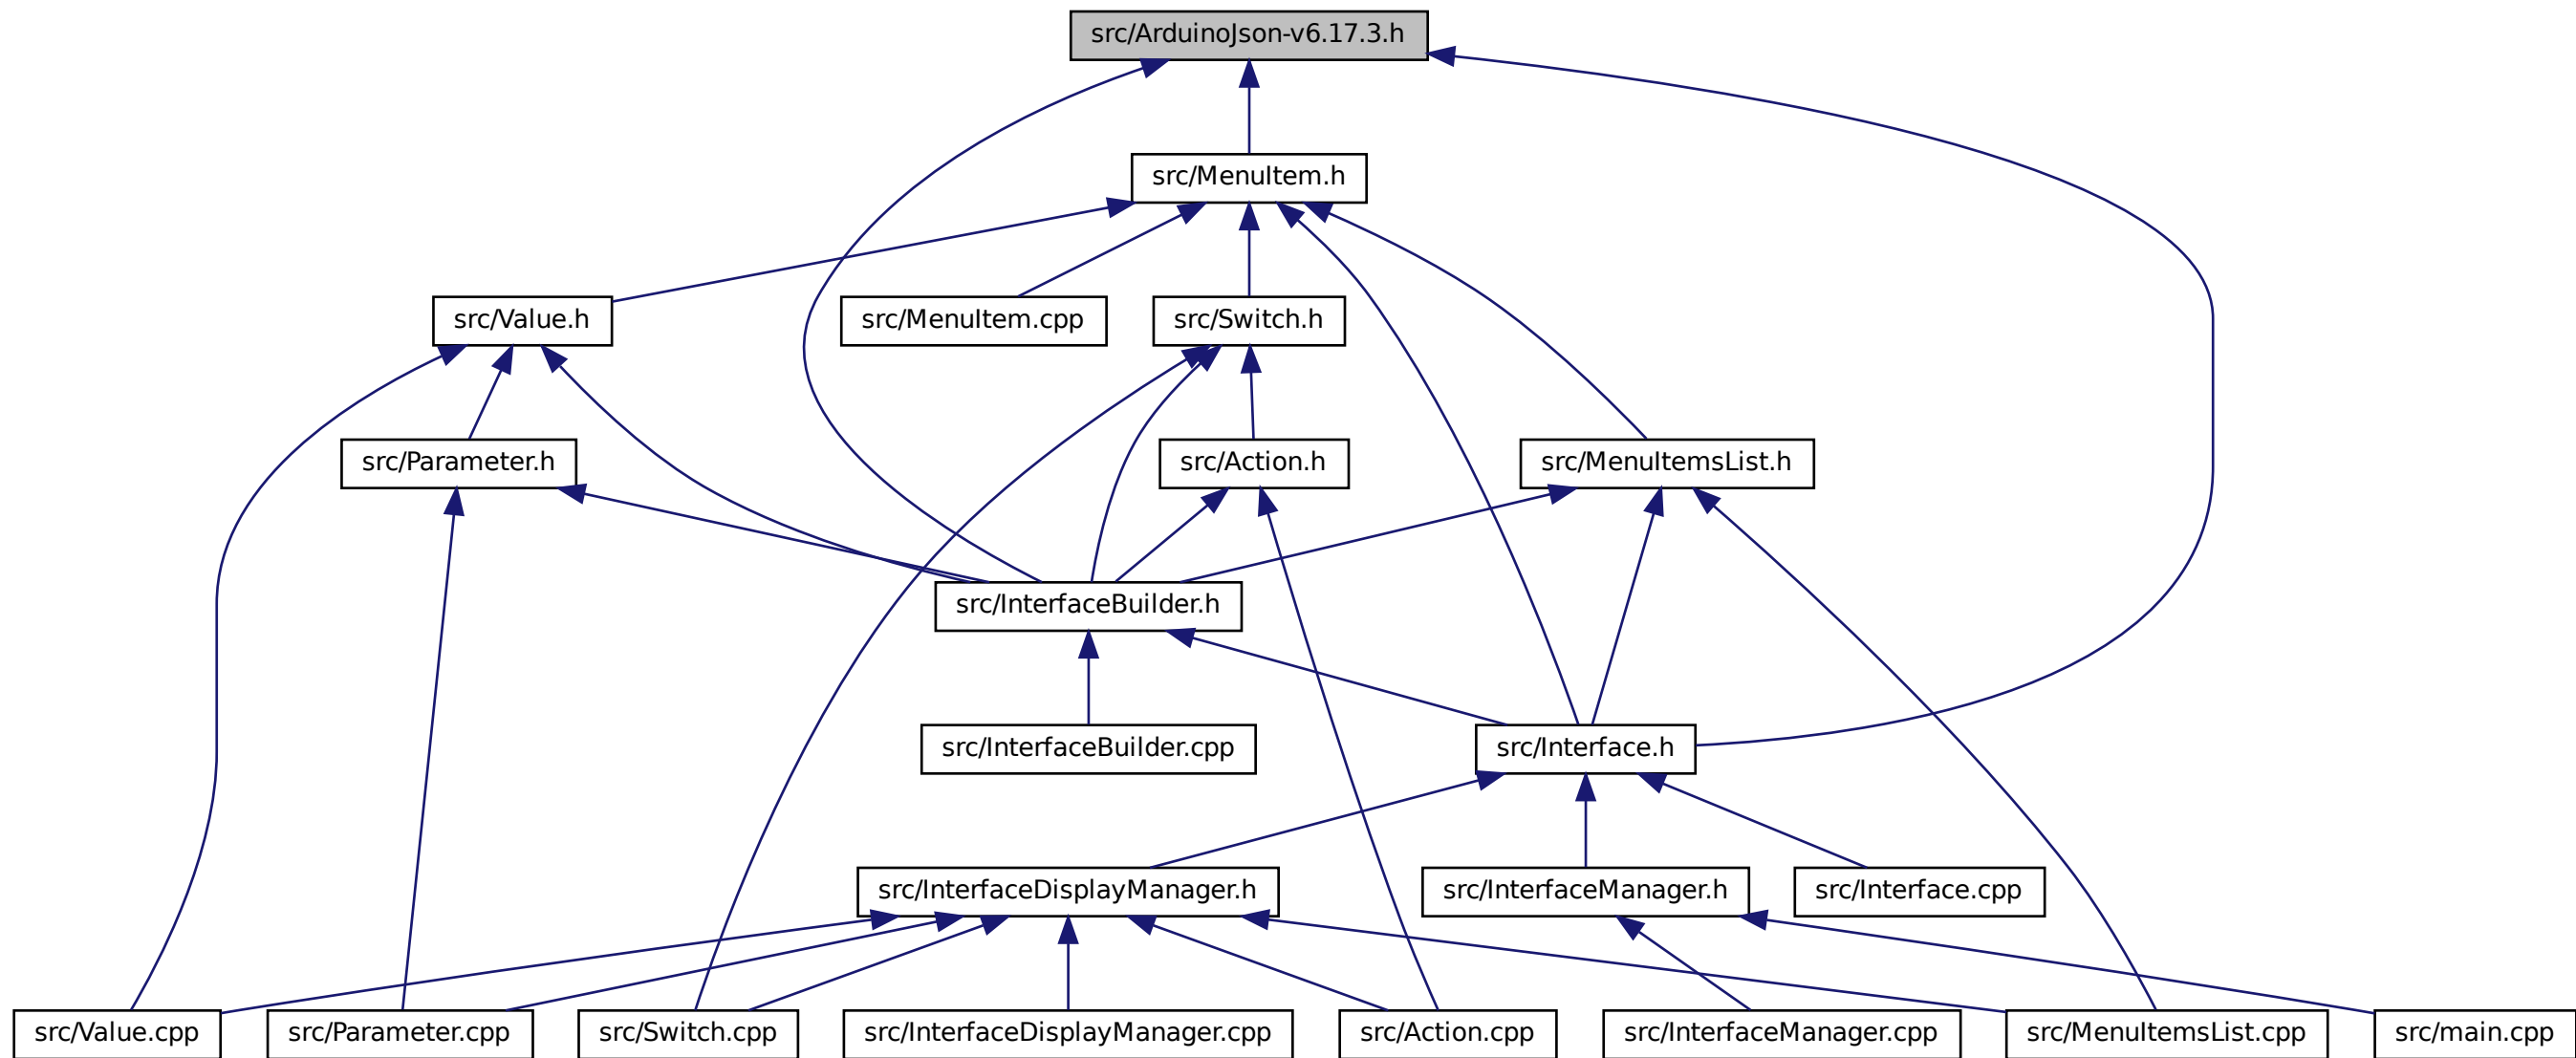 src/ArduinoJson-v6.17.3.h
src/MenuItem.h
src/Value.h
src/MenuItem.cpp
src/Switch.h
src/Parameter.h
src/Action.h
src/MenuItemsList.h
src/InterfaceBuilder.h
src/InterfaceBuilder.cpp
src/Interface.h
src/InterfaceDisplayManager.h
src/InterfaceManager.h
src/Interface.cpp
src/Value.cpp
src/Parameter.cpp
src/Switch.cpp
src/InterfaceDisplayManager.cpp
src/Action.cpp
src/InterfaceManager.cpp
src/MenuItemsList.cpp
src/main.cpp